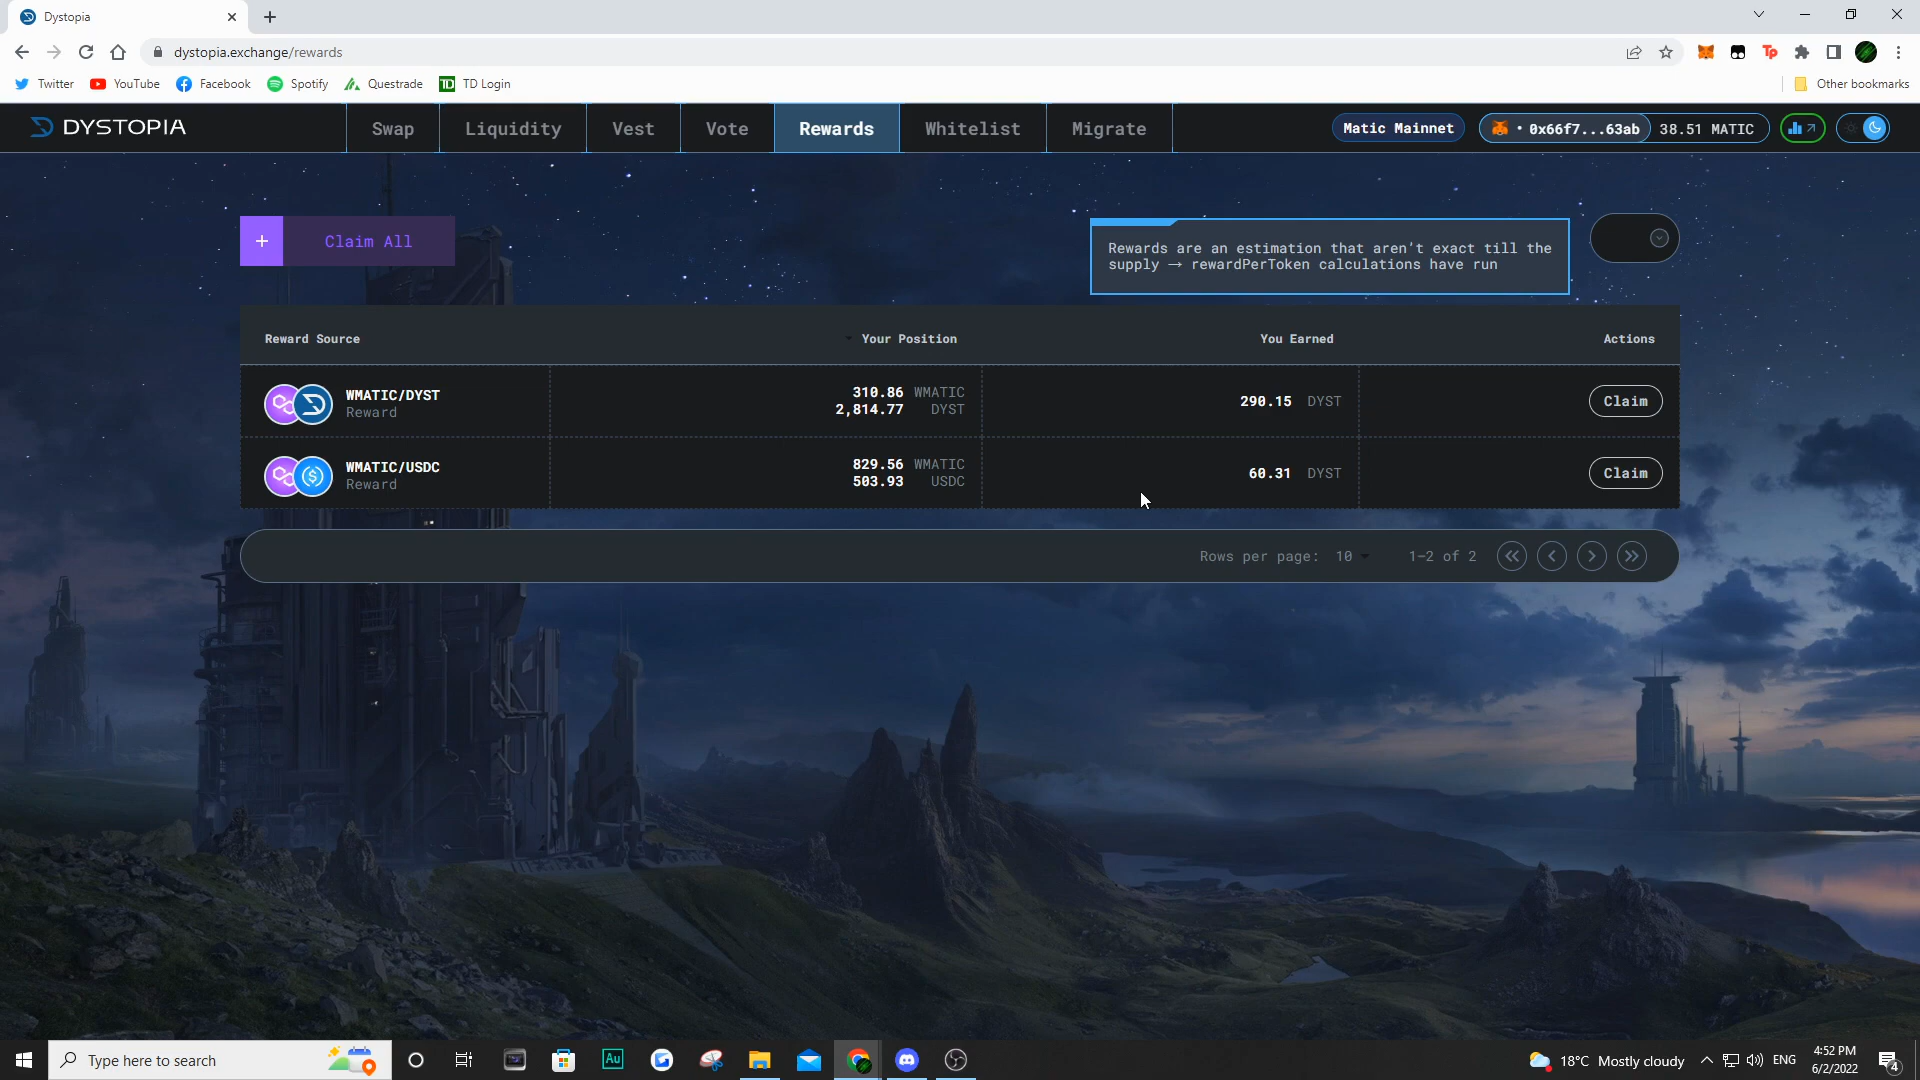 Dystopia
dystopia.exchange/rewards
Twitter
YouTube
Facebook
Spotify
Questrade
TD Login
Other bookmarks
DYSTOPIA
Swap
Liquidity
Vest
Vote
Rewards
Whitelist
Migrate
Matic Mainnet
0x66f7...63ab
38.51 MATIC
+ Claim All
Rewards are an estimation that aren't exact till the
supply → rewardPerToken calculations have run
Reward Source
Your Position
You Earned
Actions
WMATIC/DYST
Reward
310.86 WMATIC
2,814.77 DYST
290.15 DYST
Claim
WMATIC/USDC
Reward
829.56 WMATIC
503.93 USDC
60.31 DYST
Claim
Rows per page: 10
1–2 of 2
Type here to search
Au
18°C Mostly cloudy
ENG
4:52 PM
6/2/2022
4